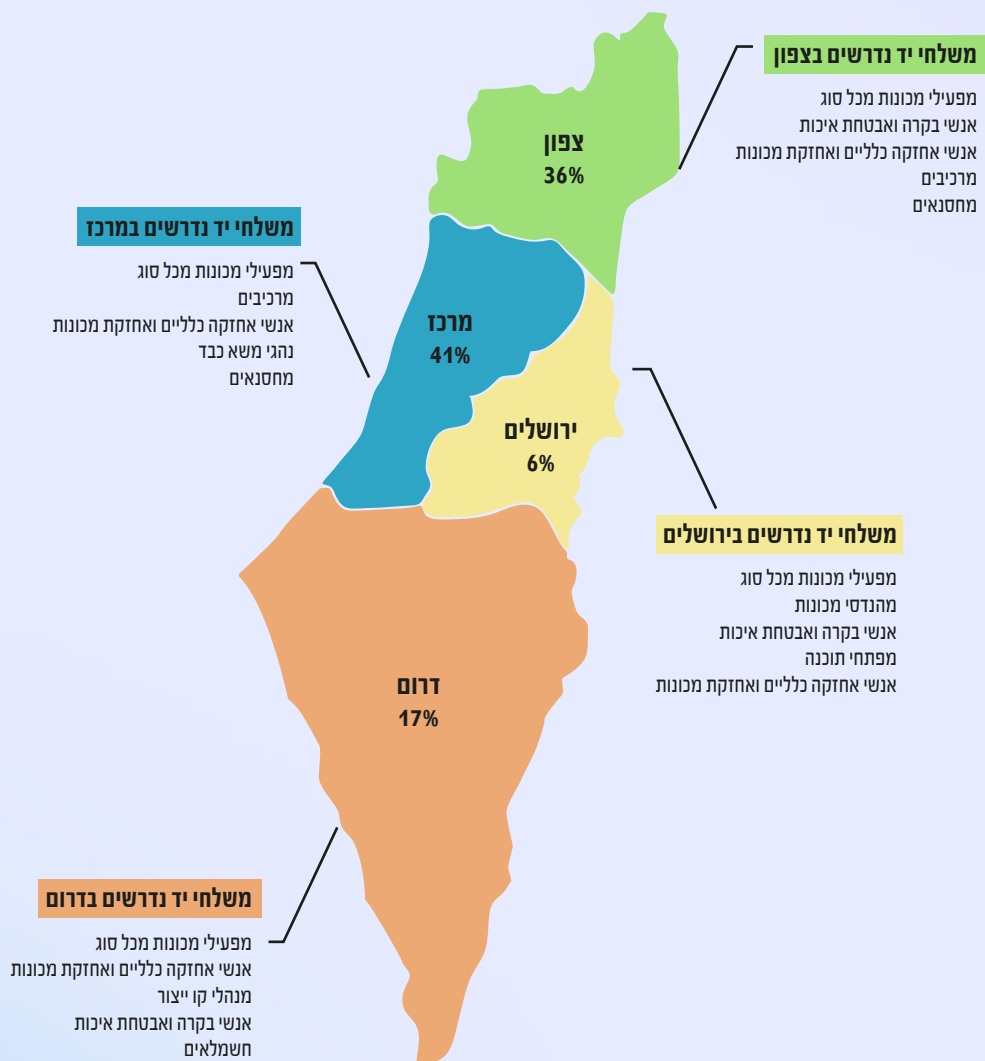 משלחי יד נדרשים בצפון
מפעילי מכונות מכל סוג
אנשי בקרה ואבטחת איכות
אנשי אחזקה כלליים ואחזקת מכונות
מרכיבים
מחסנאים
צפון
36%
משלחי יד נדרשים במרכז
מפעילי מכונות מכל סוג
מרכיבים
אנשי אחזקה כלליים ואחזקת מכונות
נהגי משא כבד
מחסנאים
מרכז
41%
ירושלים
6%
משלחי יד נדרשים בירושלים
מפעילי מכונות מכל סוג
מהנדסי מכונות
אנשי בקרה ואבטחת איכות
מפתחי תוכנה
אנשי אחזקה כלליים ואחזקת מכונות
דרום
17%
משלחי יד נדרשים בדרום
מפעילי מכונות מכל סוג
אנשי אחזקה כלליים ואחזקת מכונות
מנהלי קו ייצור
אנשי בקרה ואבטחת איכות
חשמלאים